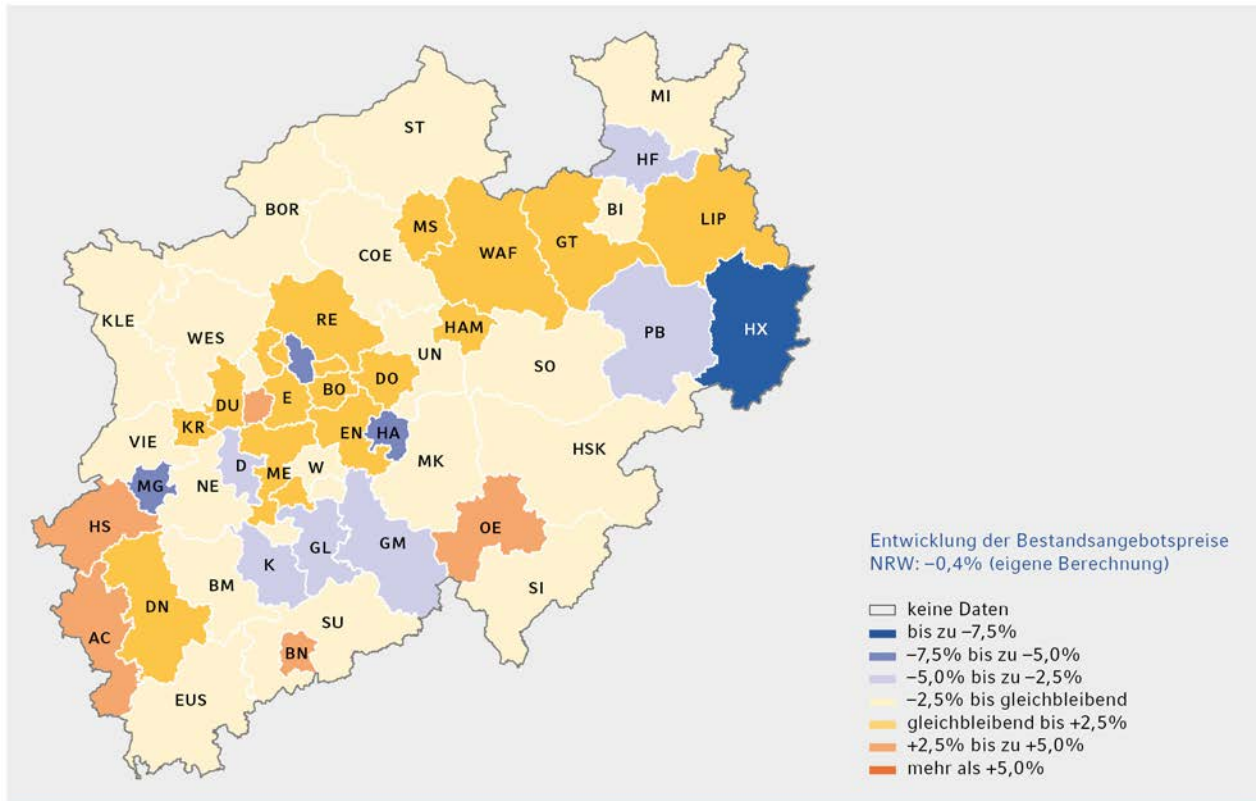 MI
ST
HF
BOR
BI
MS
LIP
WAF
GT
COE
KLE
RE
HAM
HX
WES
UN
PB
SO
DO
BO
E
DU
KR
EN
HA
VIE
HSK
D
W
MK
ME
MG
NE
HS
OE
GL
GM
K
BM
SI
DN
SU
AC
BN
EUS
Entwicklung der Bestandsangebotspreise
NRW: –0,4% (eigene Berechnung)
keine Daten
bis zu –7,5%
–7,5% bis zu –5,0%
–5,0% bis zu –2,5%
–2,5% bis gleichbleibend
gleichbleibend bis +2,5%
+2,5% bis zu +5,0%
mehr als +5,0%